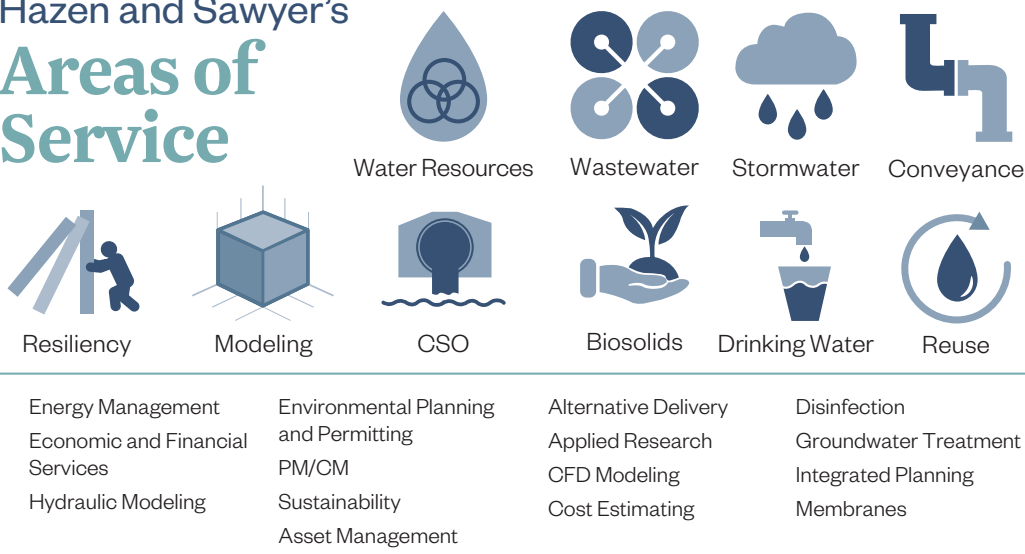 Hazen and Sawyer's
Areas of
Service
Water Resources
Wastewater
Stormwater
Conveyance
Resiliency
Modeling
CSO
Biosolids
Drinking Water
Reuse
Energy Management
Economic and Financial
Services
Hydraulic Modeling
Environmental Planning
and Permitting
PM/CM
Sustainability
Asset Management
Alternative Delivery
Applied Research
CFD Modeling
Cost Estimating
Disinfection
Groundwater Treatment
Integrated Planning
Membranes